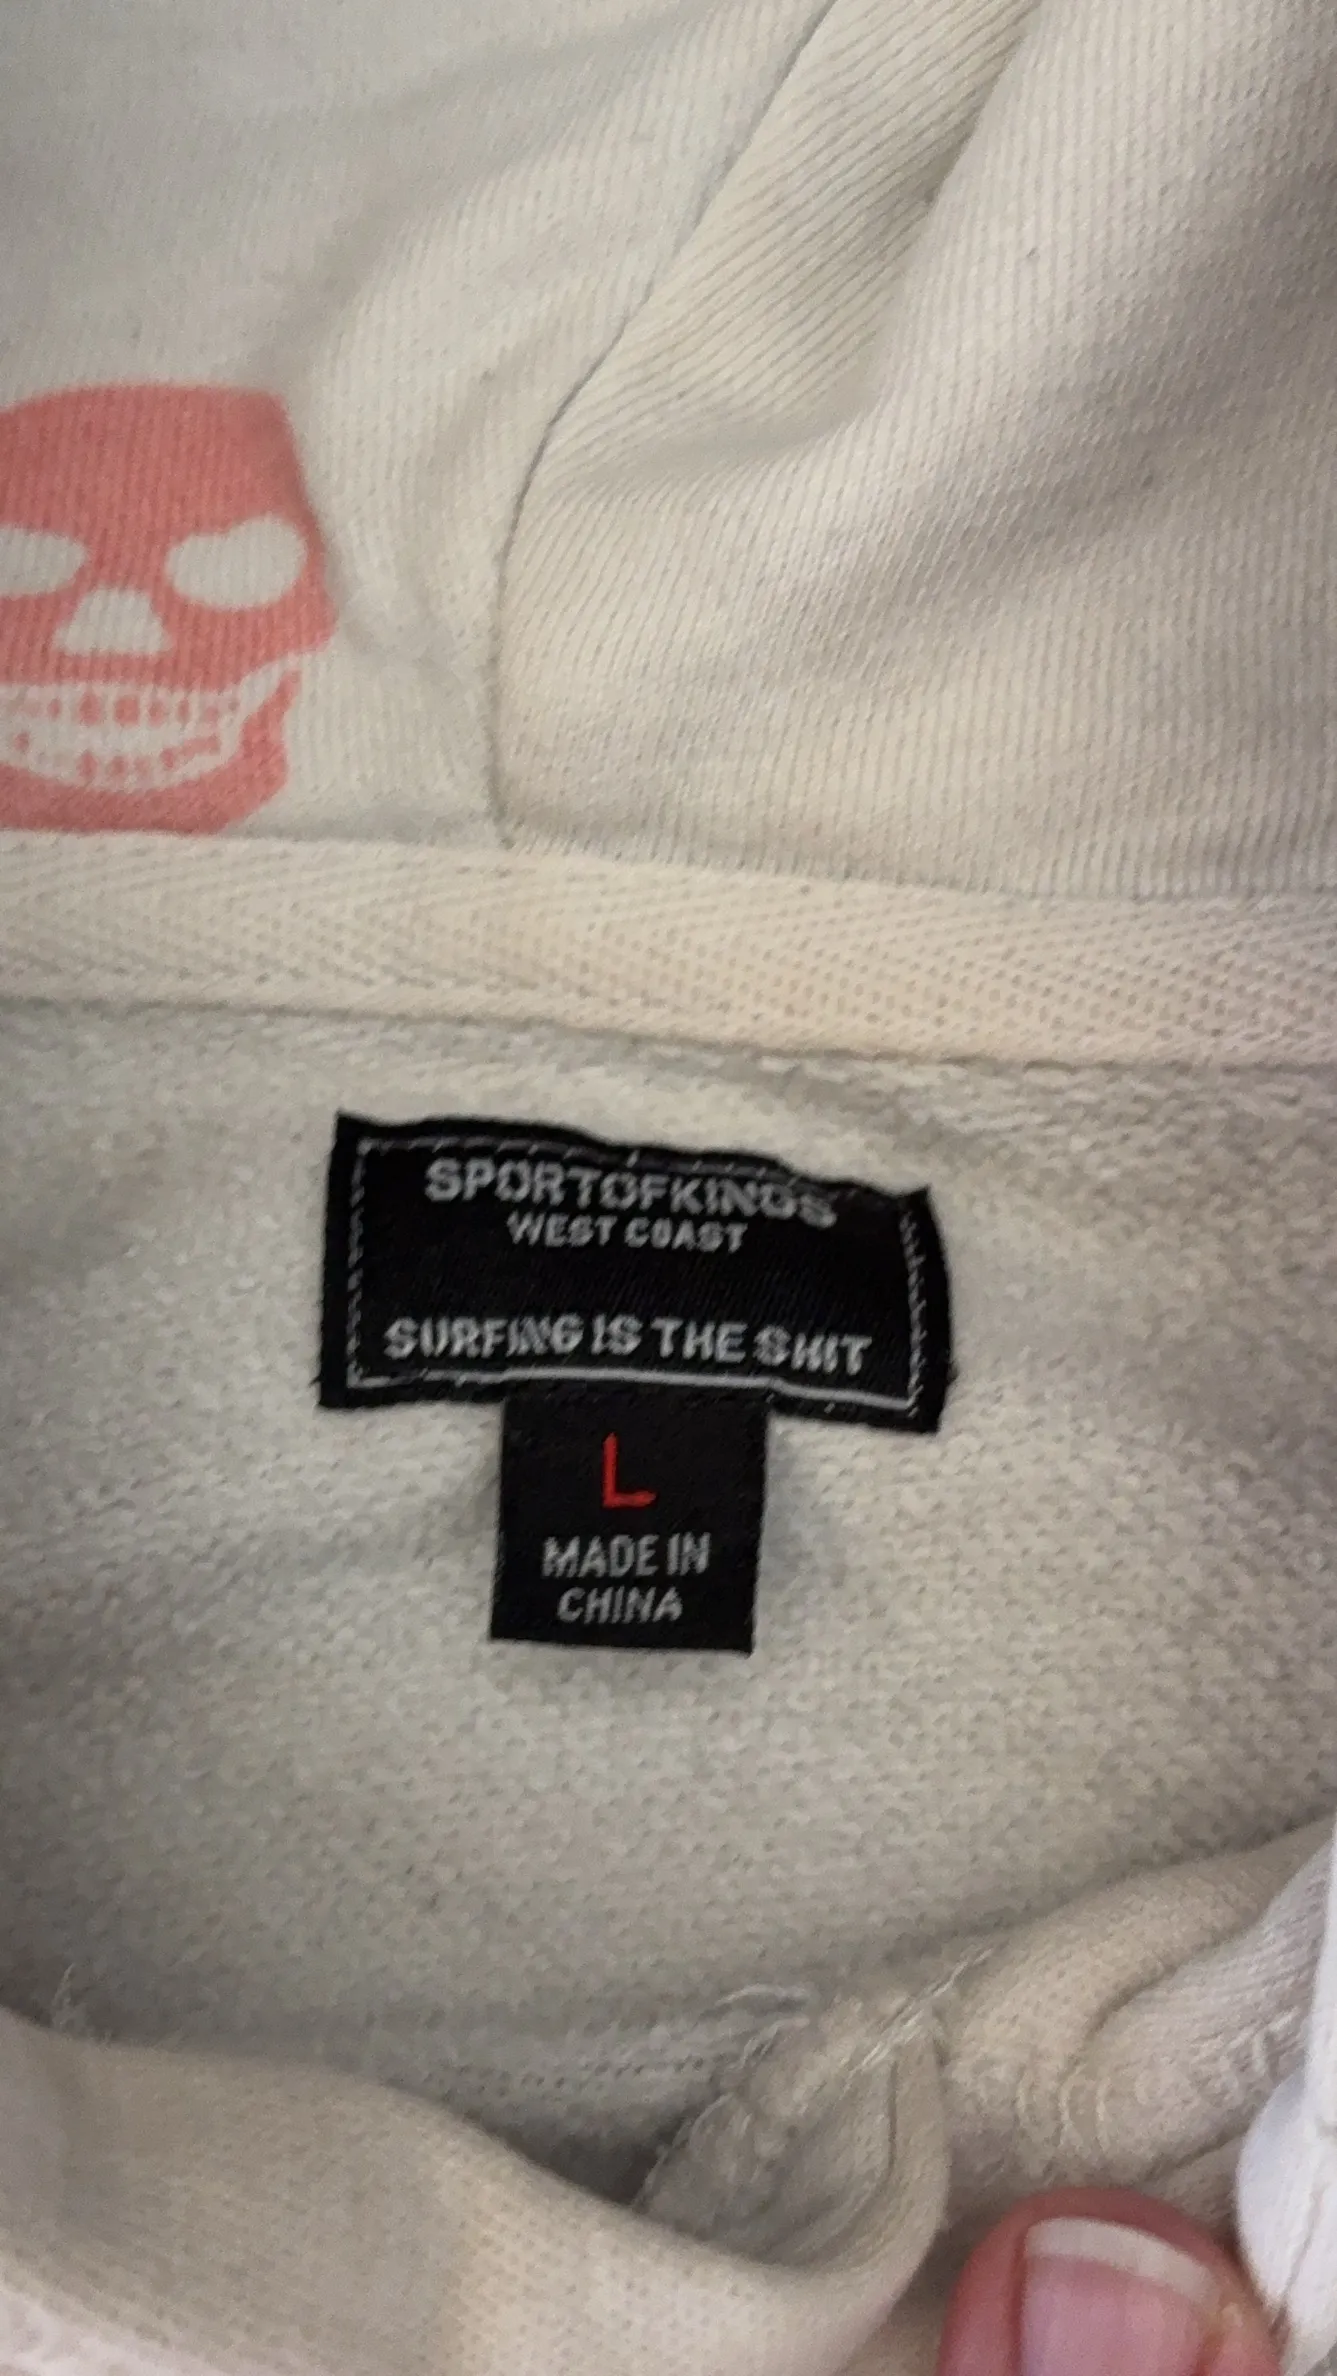 SPORTOFKINGS
WEST COAST
SURFING IS THE SHIT
L
MADE IN
CHINA